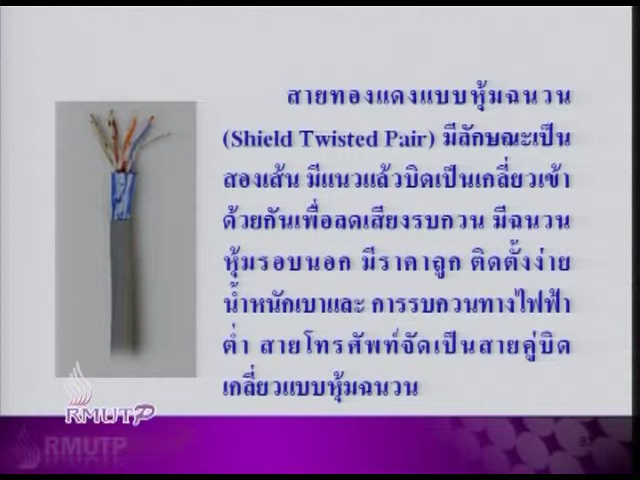 สายทองแดงแบบหุ้มฉนวน
(Shield Twisted Pair) มีลักษณะเป็น
สองเส้น มีแนวแล้วบิดเป็นเกลี่ยวเข้า
ด้วยกันเพื่อลดเสียงรบกวน มีฉนวน
หุ้มรอบนอก มีราคาถูก ติดตั้งง่าย
น้ำหนักเบาและ การรบกวนทางไฟฟ้า
ต่ำ สายโทรศัพท์จัดเป็นสายคู่บิด
เกลี่ยวแบบหุ้มฉนวน
RMUTP
RMUTP